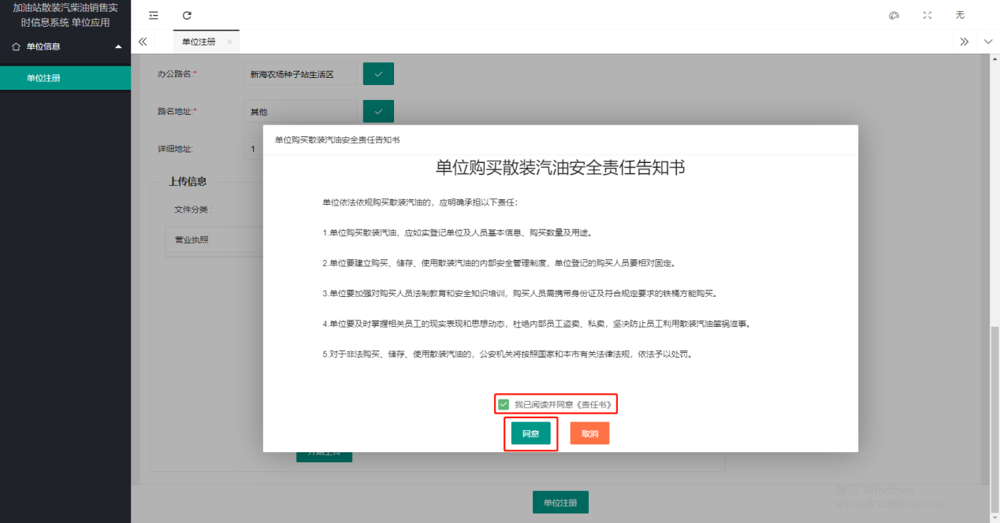 加油站散装汽柴油销售实
时信息系统 单位应用
无
单位信息
单位注册
单位注册
办公路名:*
新海农场种子站生活区
路名地址:*
其他
详细地址:
1
上传信息
文件分类 :
营业执照
单位购买散装汽油安全责任告知书
单位购买散装汽油安全责任告知书
单位依法依规购买散装汽油的，应明确承担以下责任：
1.单位购买散装汽油，应如实登记单位及人员基本信息、购买数量及用途。
2.单位要建立购买、储存、使用散装汽油的内部安全管理制度，单位登记的购买人员要相对固定。
3.单位要加强对购买人员法制教育和安全知识培训，购买人员需携带身份证及符合规定要求的铁桶方能购买。
4.单位要及时掌握相关员工的现实表现和思想动态，杜绝内部员工盗卖、私卖，坚决防止员工利用散装汽油肇祸滋事。
5.对于非法购买、储存、使用散装汽油的，公安机关将按照国家和本市有关法律法规，依法予以处罚。
我已阅读并同意《责任书》
同意
取消
开始上传
单位注册
激活 Windows
转到"设置"以激活 Windows。